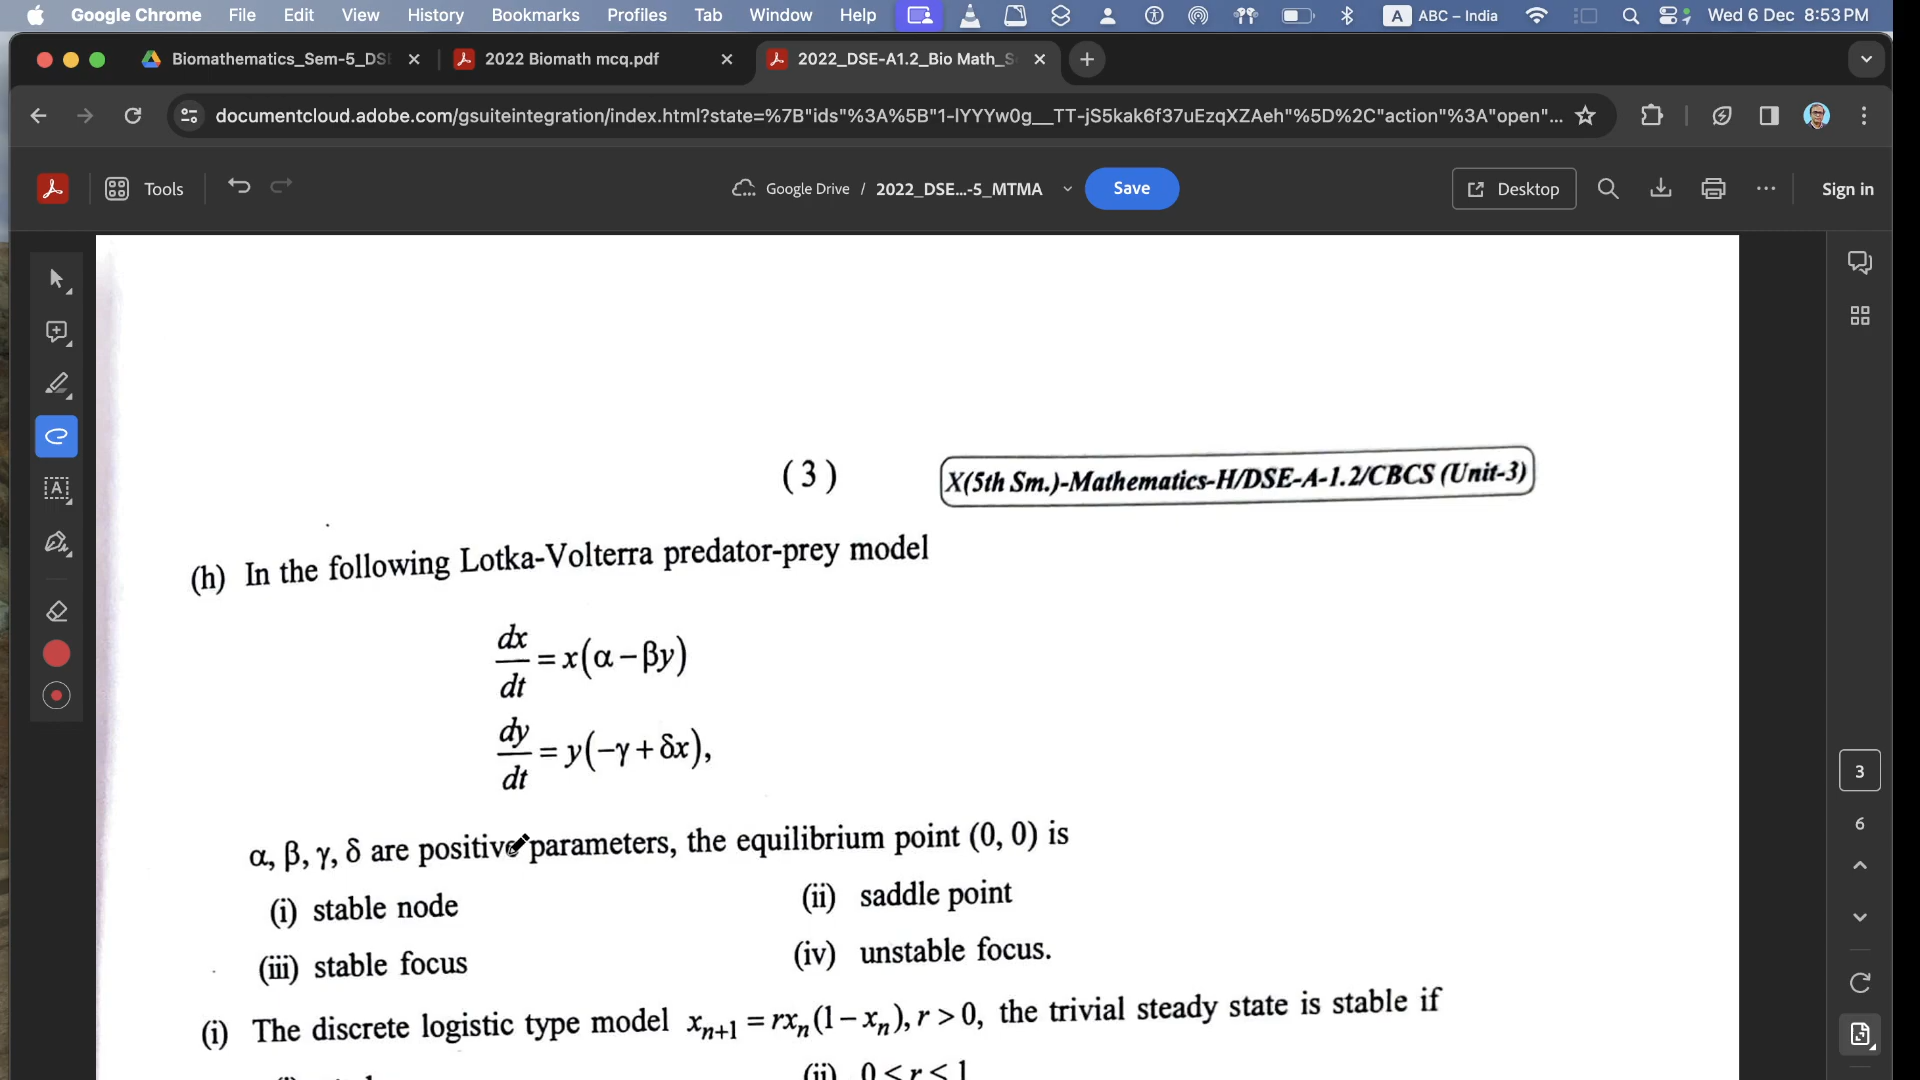 Google Chrome File Edit View History Bookmarks Profiles Tab Window Help A ABC – India Wed 6 Dec 8:53 PM
Biomathematics_Sem-5_DS 2022 Biomath mcq.pdf 2022_DSE-A1.2_Bio Math_S
documentcloud.adobe.com/gsuiteintegration/index.html?state=%7B"ids"%3A%5B"1-lYYYw0g__TT-jS5kak6f37uEzqXZAeh"%5D%2C"action"%3A"open"...
Tools Google Drive / 2022_DSE...-5_MTMA Save Desktop Sign in
(3) X(5th Sm.)-Mathematics-H/DSE-A-1.2/CBCS (Unit-3)
(h) In the following Lotka-Volterra predator-prey model
dx/dt = x(α – βy)
dy/dt = y(–γ + δx),
α, β, γ, δ are positive parameters, the equilibrium point (0, 0) is
(i) stable node (ii) saddle point
(iii) stable focus (iv) unstable focus.
(i) The discrete logistic type model xₙ₊₁ = rxₙ(1 – xₙ), r > 0, the trivial steady state is stable if
(ii) 0 < r < 1
3
6